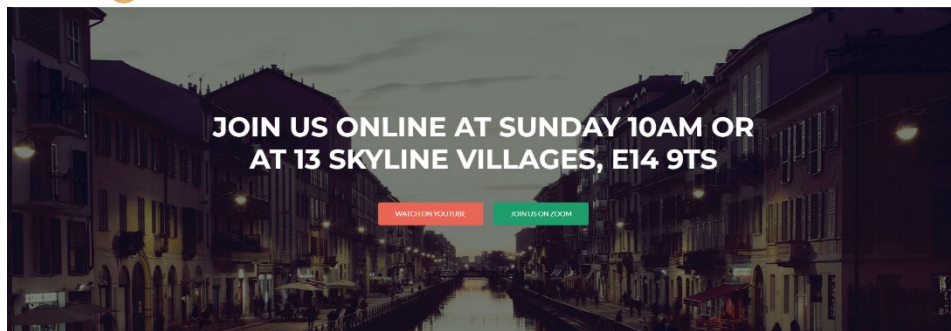 JOIN US ONLINE AT SUNDAY 10AM OR
AT 13 SKYLINE VILLAGES, E14 9TS
WATCH ON YOUTUBE
JOIN US ON ZOOM